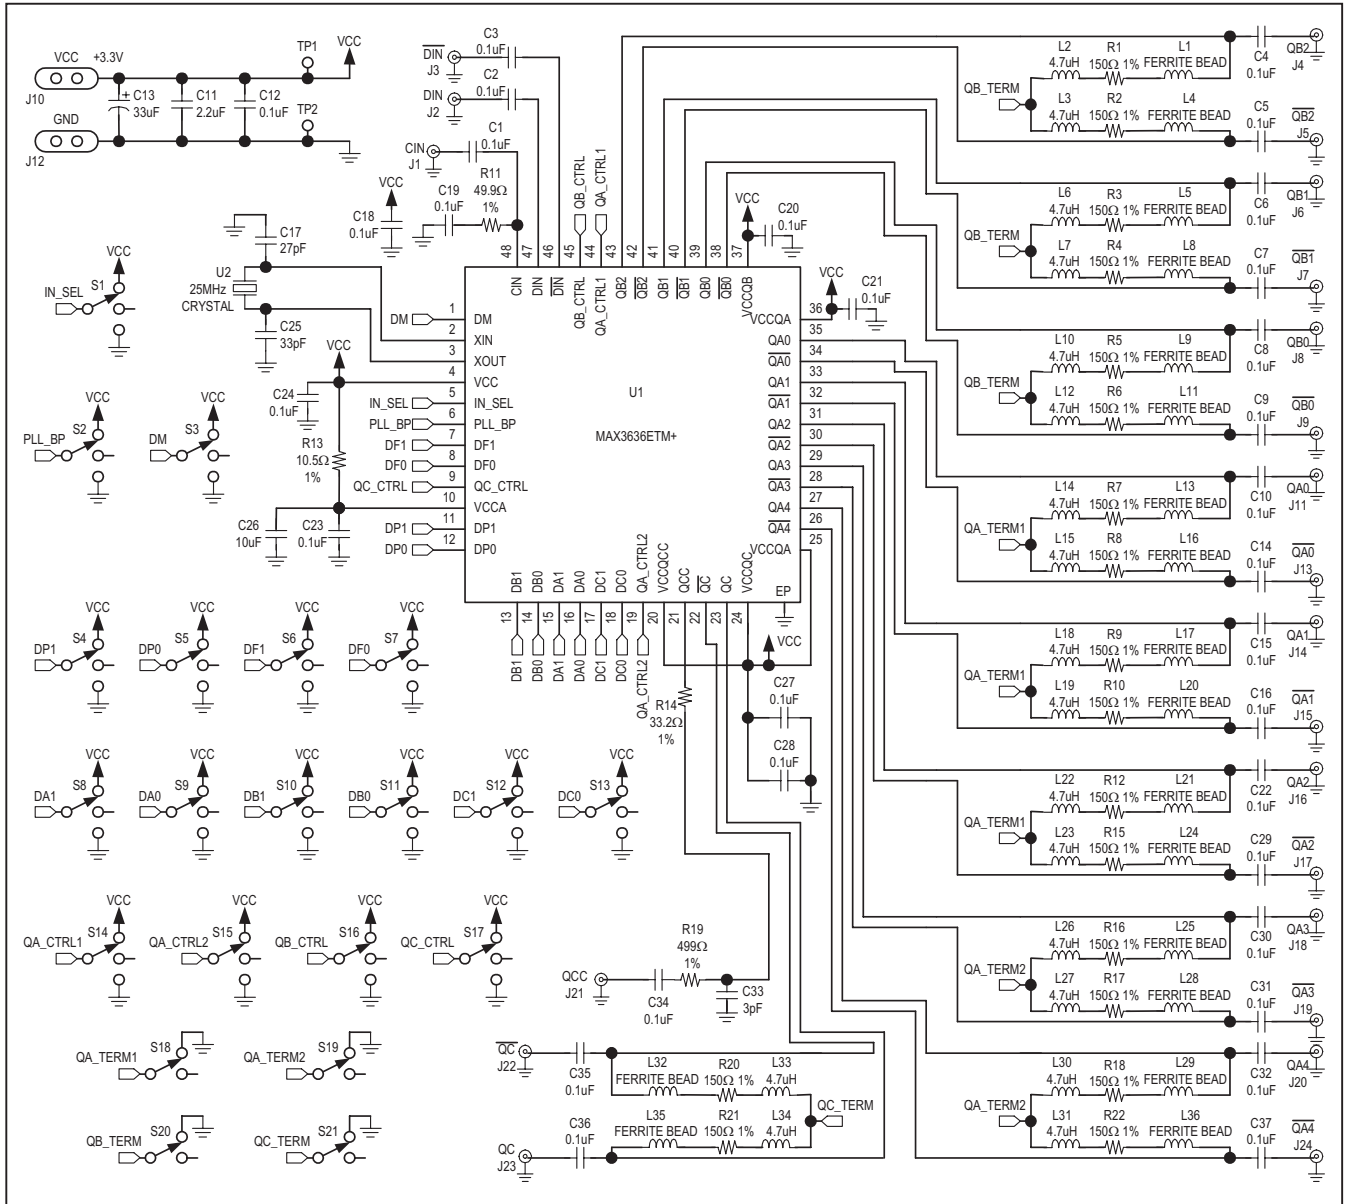 VCC +3.3V
J10
GND
J12
C13
33uF
C11
2.2uF
C12
0.1uF
TP1
TP2
VCC
DIN
J3
C3
0.1uF
DIN
J2
C2
0.1uF
CIN
J1
C1
0.1uF
R11
49.9Ω
1%
C19
0.1uF
VCC
C18
0.1uF
QB_CTRL
QA_CTRL1
C17
27pF
U2
25MHz
CRYSTAL
C25
33pF
VCC
C24
0.1uF
R13
10.5Ω
1%
C26
10uF
C23
0.1uF
VCC
C20
0.1uF
VCC
C21
0.1uF
48 47 46 45 44 43 42 41 40 39 38 37
CIN DIN DIN QB_CTRL QA_CTRL1 QB2 QB2 QB1 QB1 QB0 QB0 VCCQB
U1
MAX3636ETM+
DM 1 DM
2 XIN
3 XOUT
4 VCC
IN_SEL 5 IN_SEL
PLL_BP 6 PLL_BP
DF1 7 DF1
DF0 8 DF0
QC_CTRL 9 QC_CTRL
10 VCCA
DP1 11 DP1
DP0 12 DP0
VCCQA 36
QA0 35
QA0 34
QA1 33
QA1 32
QA2 31
QA2 30
QA3 29
QA3 28
QA4 27
QA4 26
VCCQA 25
EP
DB1 DB0 DA1 DA0 DC1 DC0 QA_CTRL2 VCCQCC QCC QC QC VCCQC
13 14 15 16 17 18 19 20 21 22 23 24
DB1 DB0 DA1 DA0 DC1 DC0 QA_CTRL2
VCC
R14
33.2Ω
1%
C27
0.1uF
C28
0.1uF
IN_SEL S1 VCC
PLL_BP S2 VCC
DM S3 VCC
DP1 S4 VCC
DP0 S5 VCC
DF1 S6 VCC
DF0 S7 VCC
DA1 S8 VCC
DA0 S9 VCC
DB1 S10 VCC
DB0 S11 VCC
DC1 S12 VCC
DC0 S13 VCC
QA_CTRL1 S14 VCC
QA_CTRL2 S15 VCC
QB_CTRL S16 VCC
QC_CTRL S17 VCC
QA_TERM1 S18
QA_TERM2 S19
QB_TERM S20
QC_TERM S21
QCC
J21
C34
0.1uF
R19
499Ω
1%
C33
3pF
QC
J22
C35
0.1uF
L32 R20 L33
FERRITE BEAD 150Ω 1% 4.7uH
QC_TERM
L35 R21 L34
FERRITE BEAD 150Ω 1% 4.7uH
C36
0.1uF
QC
J23
L2 R1 L1
4.7uH 150Ω 1% FERRITE BEAD
QB_TERM
L3 R2 L4
4.7uH 150Ω 1% FERRITE BEAD
C4
0.1uF
QB2
J4
C5
0.1uF
QB2
J5
L6 R3 L5
4.7uH 150Ω 1% FERRITE BEAD
QB_TERM
L7 R4 L8
4.7uH 150Ω 1% FERRITE BEAD
C6
0.1uF
QB1
J6
C7
0.1uF
QB1
J7
L10 R5 L9
4.7uH 150Ω 1% FERRITE BEAD
QB_TERM
L12 R6 L11
4.7uH 150Ω 1% FERRITE BEAD
C8
0.1uF
QB0
J8
C9
0.1uF
QB0
J9
L14 R7 L13
4.7uH 150Ω 1% FERRITE BEAD
QA_TERM1
L15 R8 L16
4.7uH 150Ω 1% FERRITE BEAD
C10
0.1uF
QA0
J11
C14
0.1uF
QA0
J13
L18 R9 L17
4.7uH 150Ω 1% FERRITE BEAD
QA_TERM1
L19 R10 L20
4.7uH 150Ω 1% FERRITE BEAD
C15
0.1uF
QA1
J14
C16
0.1uF
QA1
J15
L22 R12 L21
4.7uH 150Ω 1% FERRITE BEAD
QA_TERM1
L23 R15 L24
4.7uH 150Ω 1% FERRITE BEAD
C22
0.1uF
QA2
J16
C29
0.1uF
QA2
J17
L26 R16 L25
4.7uH 150Ω 1% FERRITE BEAD
QA_TERM2
L27 R17 L28
4.7uH 150Ω 1% FERRITE BEAD
C30
0.1uF
QA3
J18
C31
0.1uF
QA3
J19
L30 R18 L29
4.7uH 150Ω 1% FERRITE BEAD
QA_TERM2
L31 R22 L36
4.7uH 150Ω 1% FERRITE BEAD
C32
0.1uF
QA4
J20
C37
0.1uF
QA4
J24